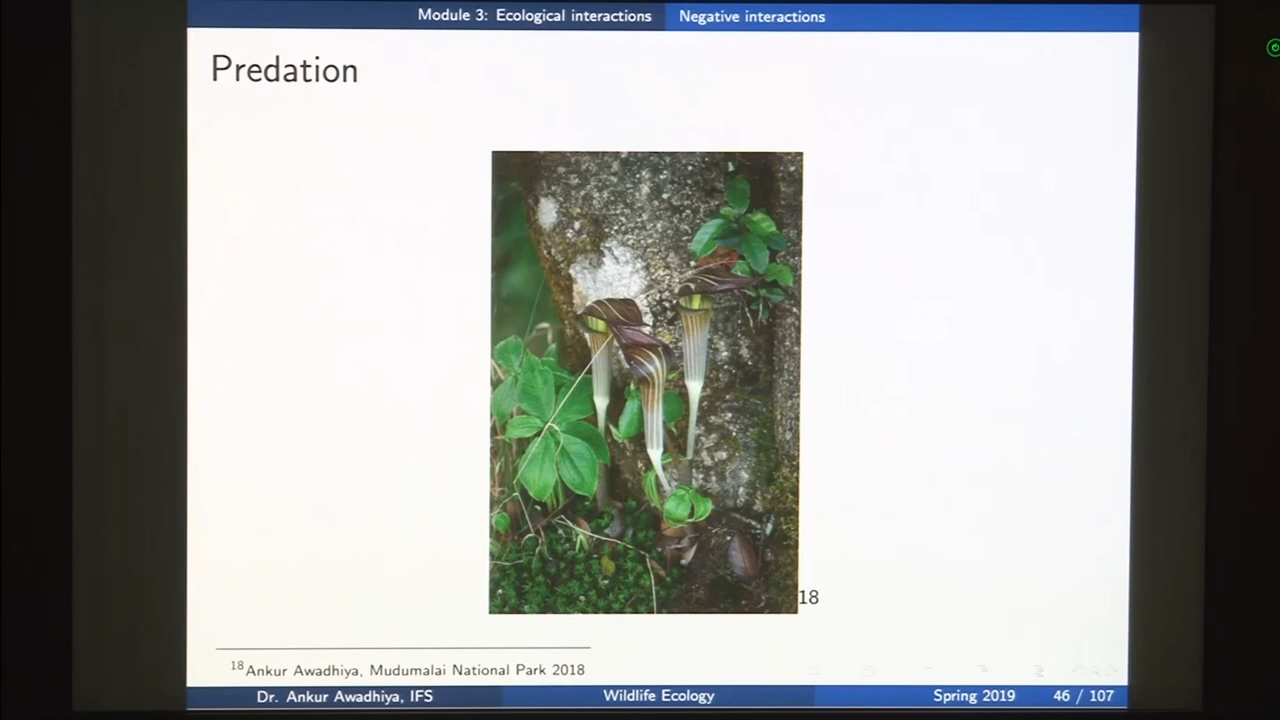 Module 3: Ecological interactions Negative interactions
Predation
18
18Ankur Awadhiya, Mudumalai National Park 2018
Dr. Ankur Awadhiya, IFS Wildlife Ecology Spring 2019 46 / 107